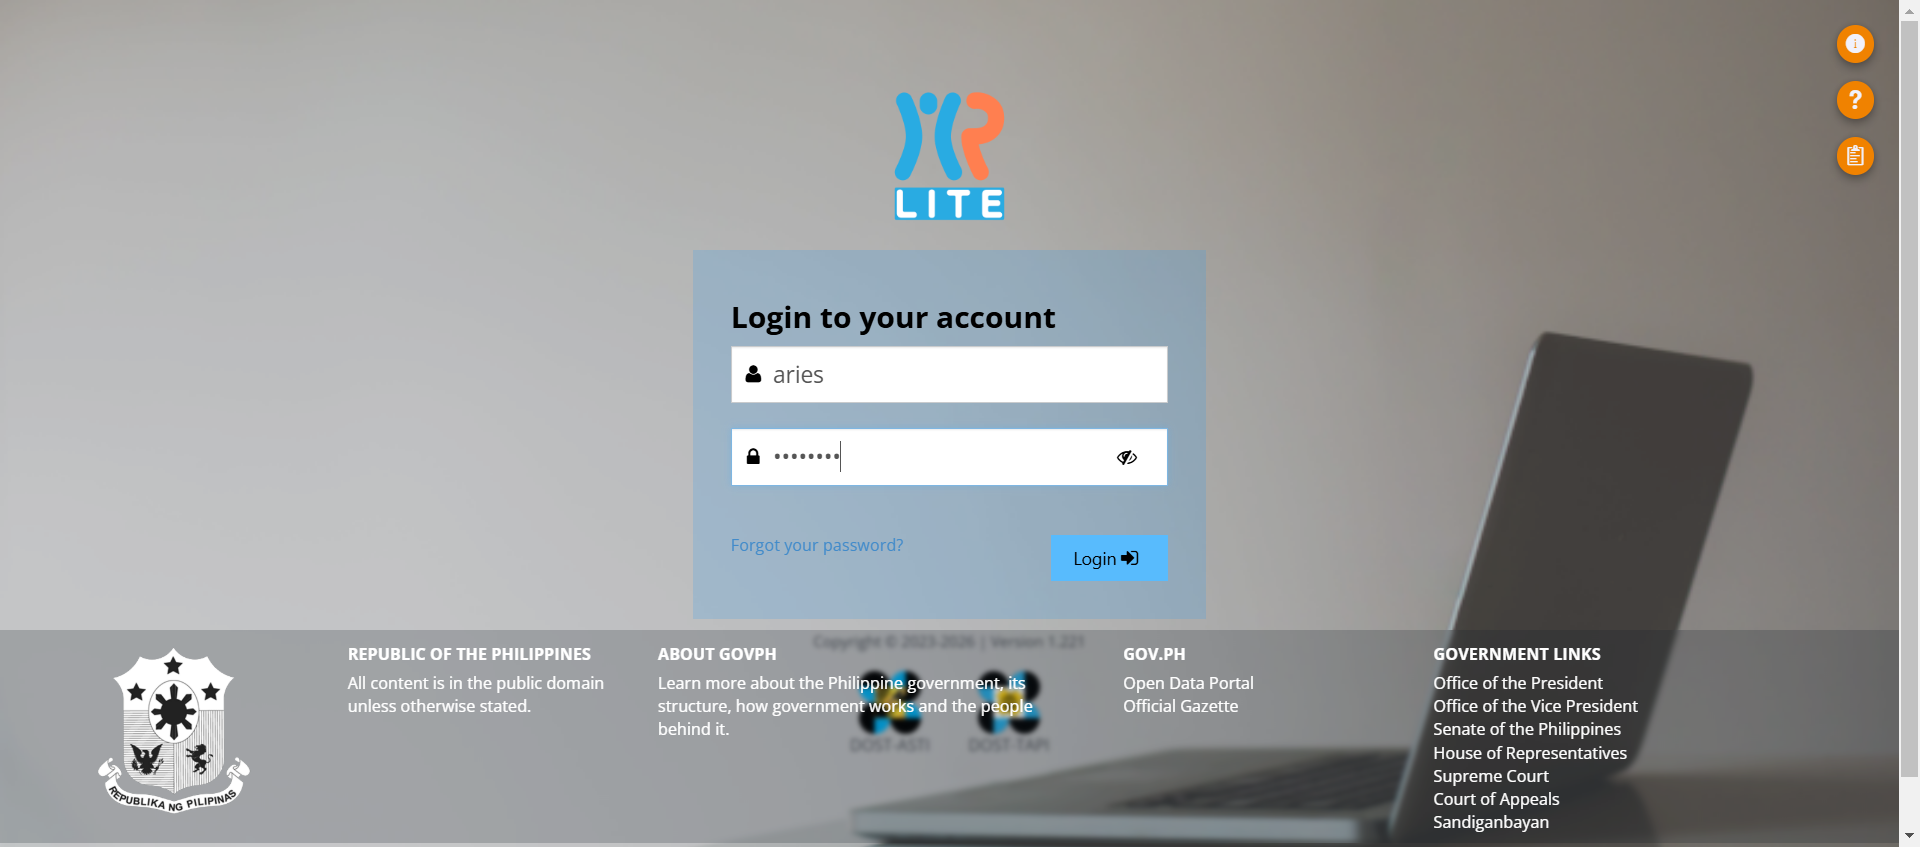 HR
LITE
Login to your account
aries
••••••••
Forgot your password?
Login
Copyright © 2023-2026 | Version 1.221
DOST-ASTI
DOST-TAPI
REPUBLIKA NG PILIPINAS
REPUBLIC OF THE PHILIPPINES
All content is in the public domain
unless otherwise stated.
ABOUT GOVPH
Learn more about the Philippine government, its
structure, how government works and the people
behind it.
GOV.PH
Open Data Portal
Official Gazette
GOVERNMENT LINKS
Office of the President
Office of the Vice President
Senate of the Philippines
House of Representatives
Supreme Court
Court of Appeals
Sandiganbayan